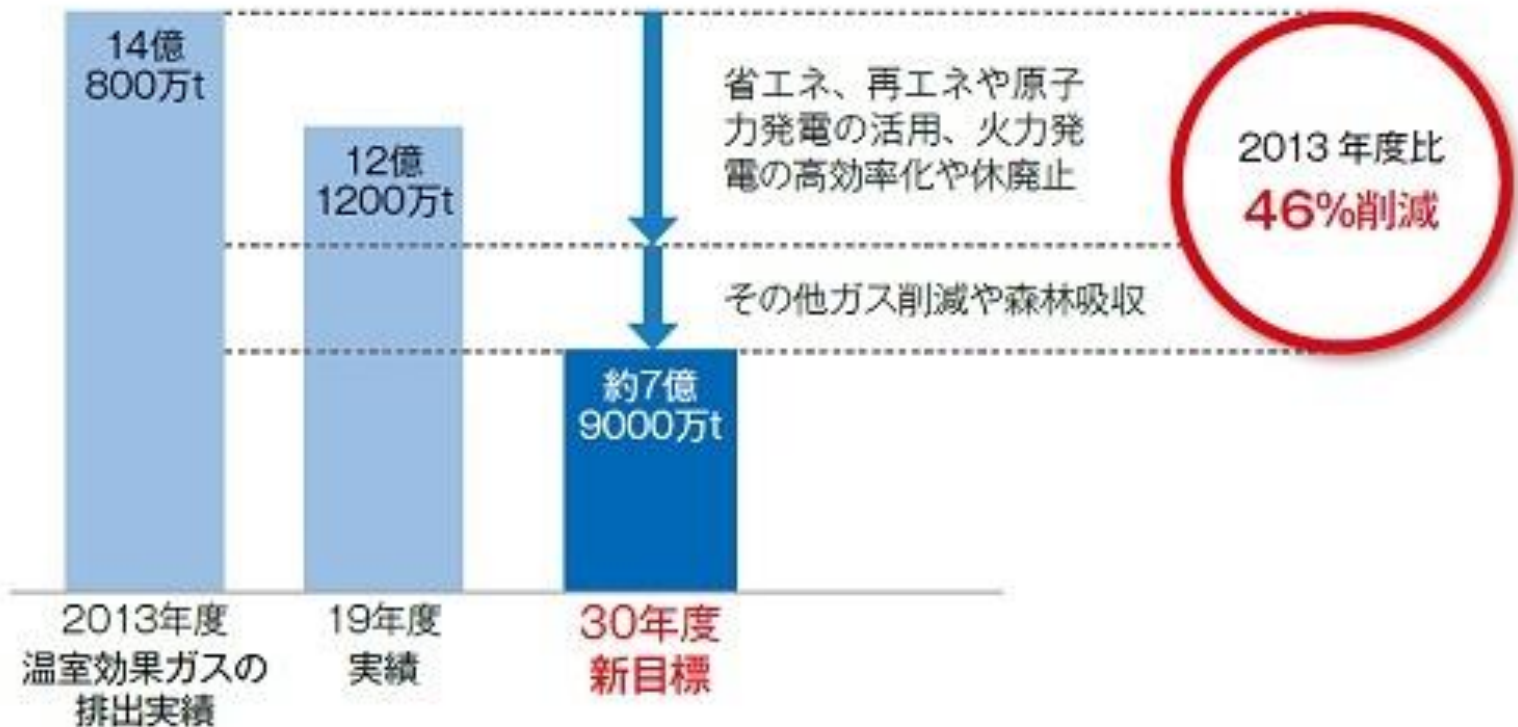 14億
800万t
12億
1200万t
約7億
9000万t
省エネ、再エネや原子
力発電の活用、火力発
電の高効率化や休廃止
その他ガス削減や森林吸収
2013年度比
46%削減
2013年度
温室効果ガスの
排出実績
19年度
実績
30年度
新目標